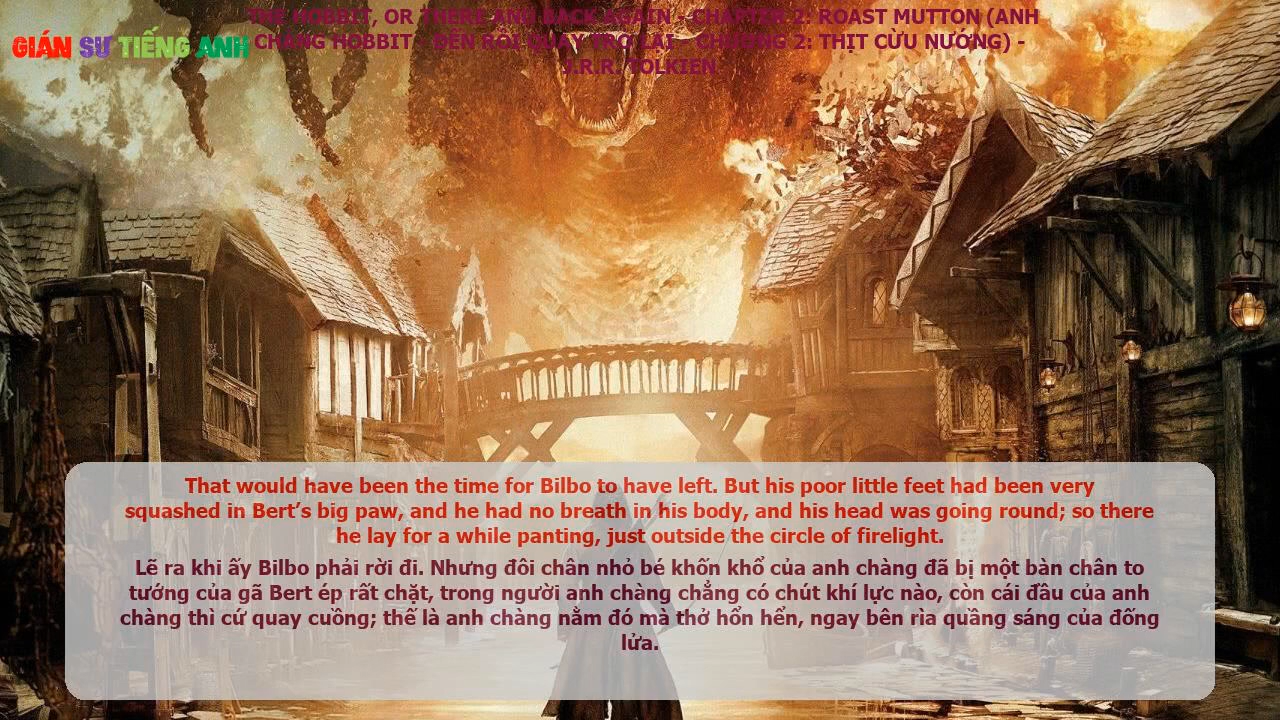 THE HOBBIT, OR THERE AND BACK AGAIN - CHAPTER 2: ROAST MUTTON (ANH
CHÀNG HOBBIT - ĐẾN RỒI QUAY TRỞ LẠI - CHƯƠNG 2: THỊT CỪU NƯỚNG) -
J.R.R. TOLKIEN
GIÁN SỨ TIẾNG ANH
That would have been the time for Bilbo to have left. But his poor little feet had been very
squashed in Bert’s big paw, and he had no breath in his body, and his head was going round; so there
he lay for a while panting, just outside the circle of firelight.
Lẽ ra khi ấy Bilbo phải rời đi. Nhưng đôi chân nhỏ bé khốn khổ của anh chàng đã bị một bàn chân to
tướng của gã Bert ép rất chặt, trong người anh chàng chẳng có chút khí lực nào, còn cái đầu của anh
chàng thì cứ quay cuồng; thế là anh chàng nằm đó mà thở hổn hển, ngay bên rìa quầng sáng của đống
lửa.